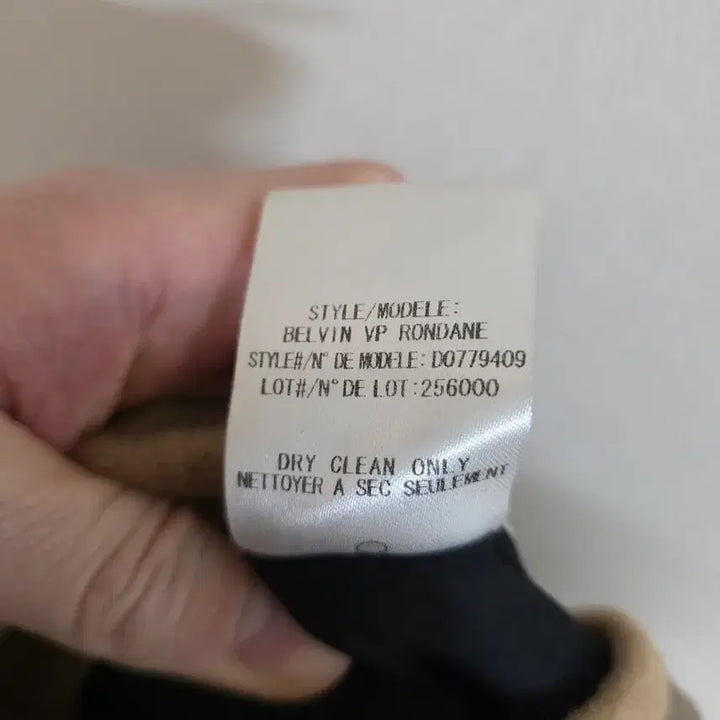 STYLE/MODELE:
BELVIN VP RONDANE
STYLE#/N° DE MODELE: D0779409
LOT#/N° DE LOT:256000
DRY CLEAN ONLY
NETTOYER A SEC SEULEMENT